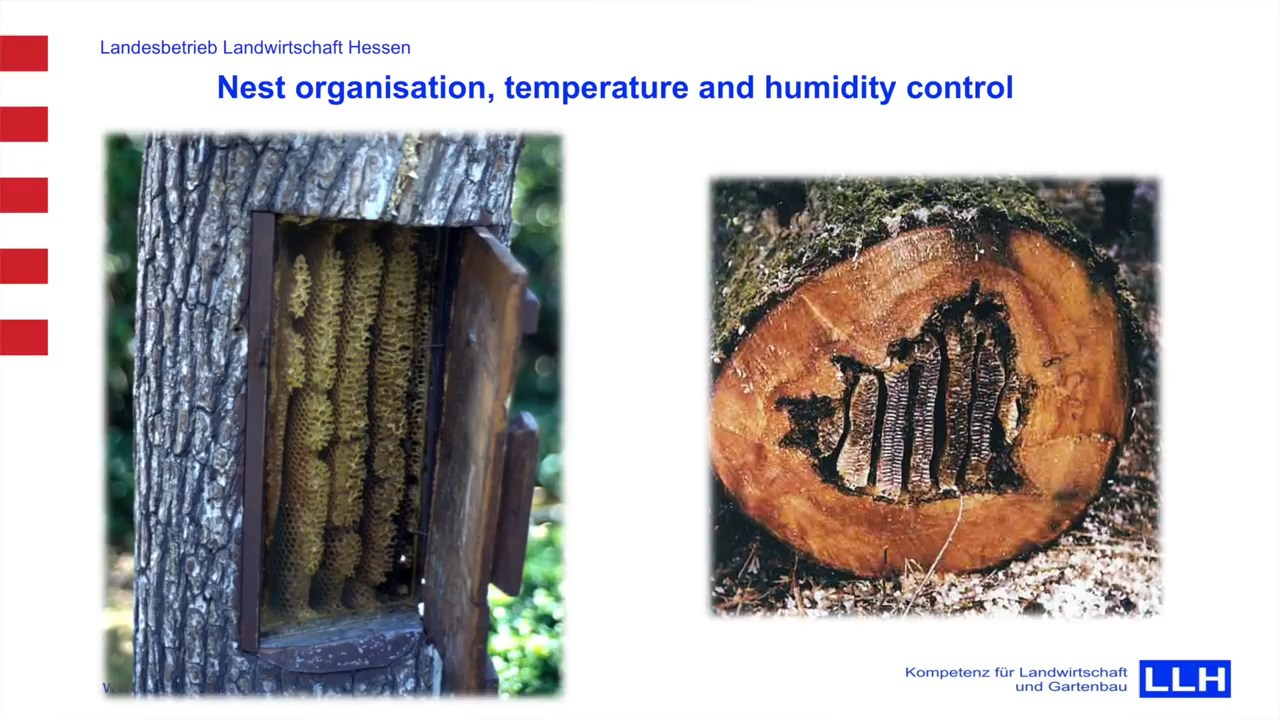 Landesbetrieb Landwirtschaft Hessen
Nest organisation, temperature and humidity control
Kompetenz für Landwirtschaft
und Gartenbau
LLH